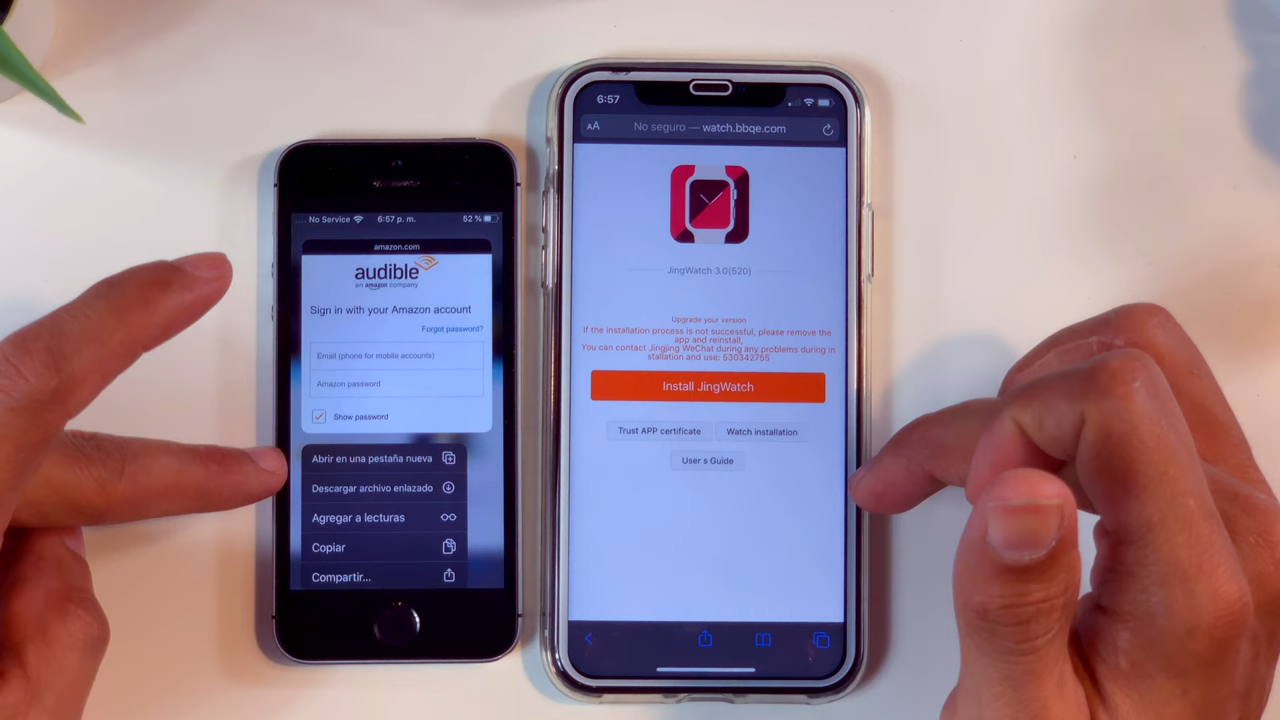 No Service
6:57 p. m.
52 %
amazon.com
audible
an amazon company
Sign in with your Amazon account
Forgot password?
Email (phone for mobile accounts)
Amazon password
Show password
Abrir en una pestaña nueva
Descargar archivo enlazado
Agregar a lecturas
Copiar
Compartir...
6:57
AA
No seguro — watch.bbqe.com
JingWatch 3.0(520)
Upgrade your version
If the installation process is not successful, please remove the
app and reinstall,
You can contact Jingjing WeChat during any problems during in
stallation and use: 530342755
Install JingWatch
Trust APP certificate
Watch installation
User s Guide